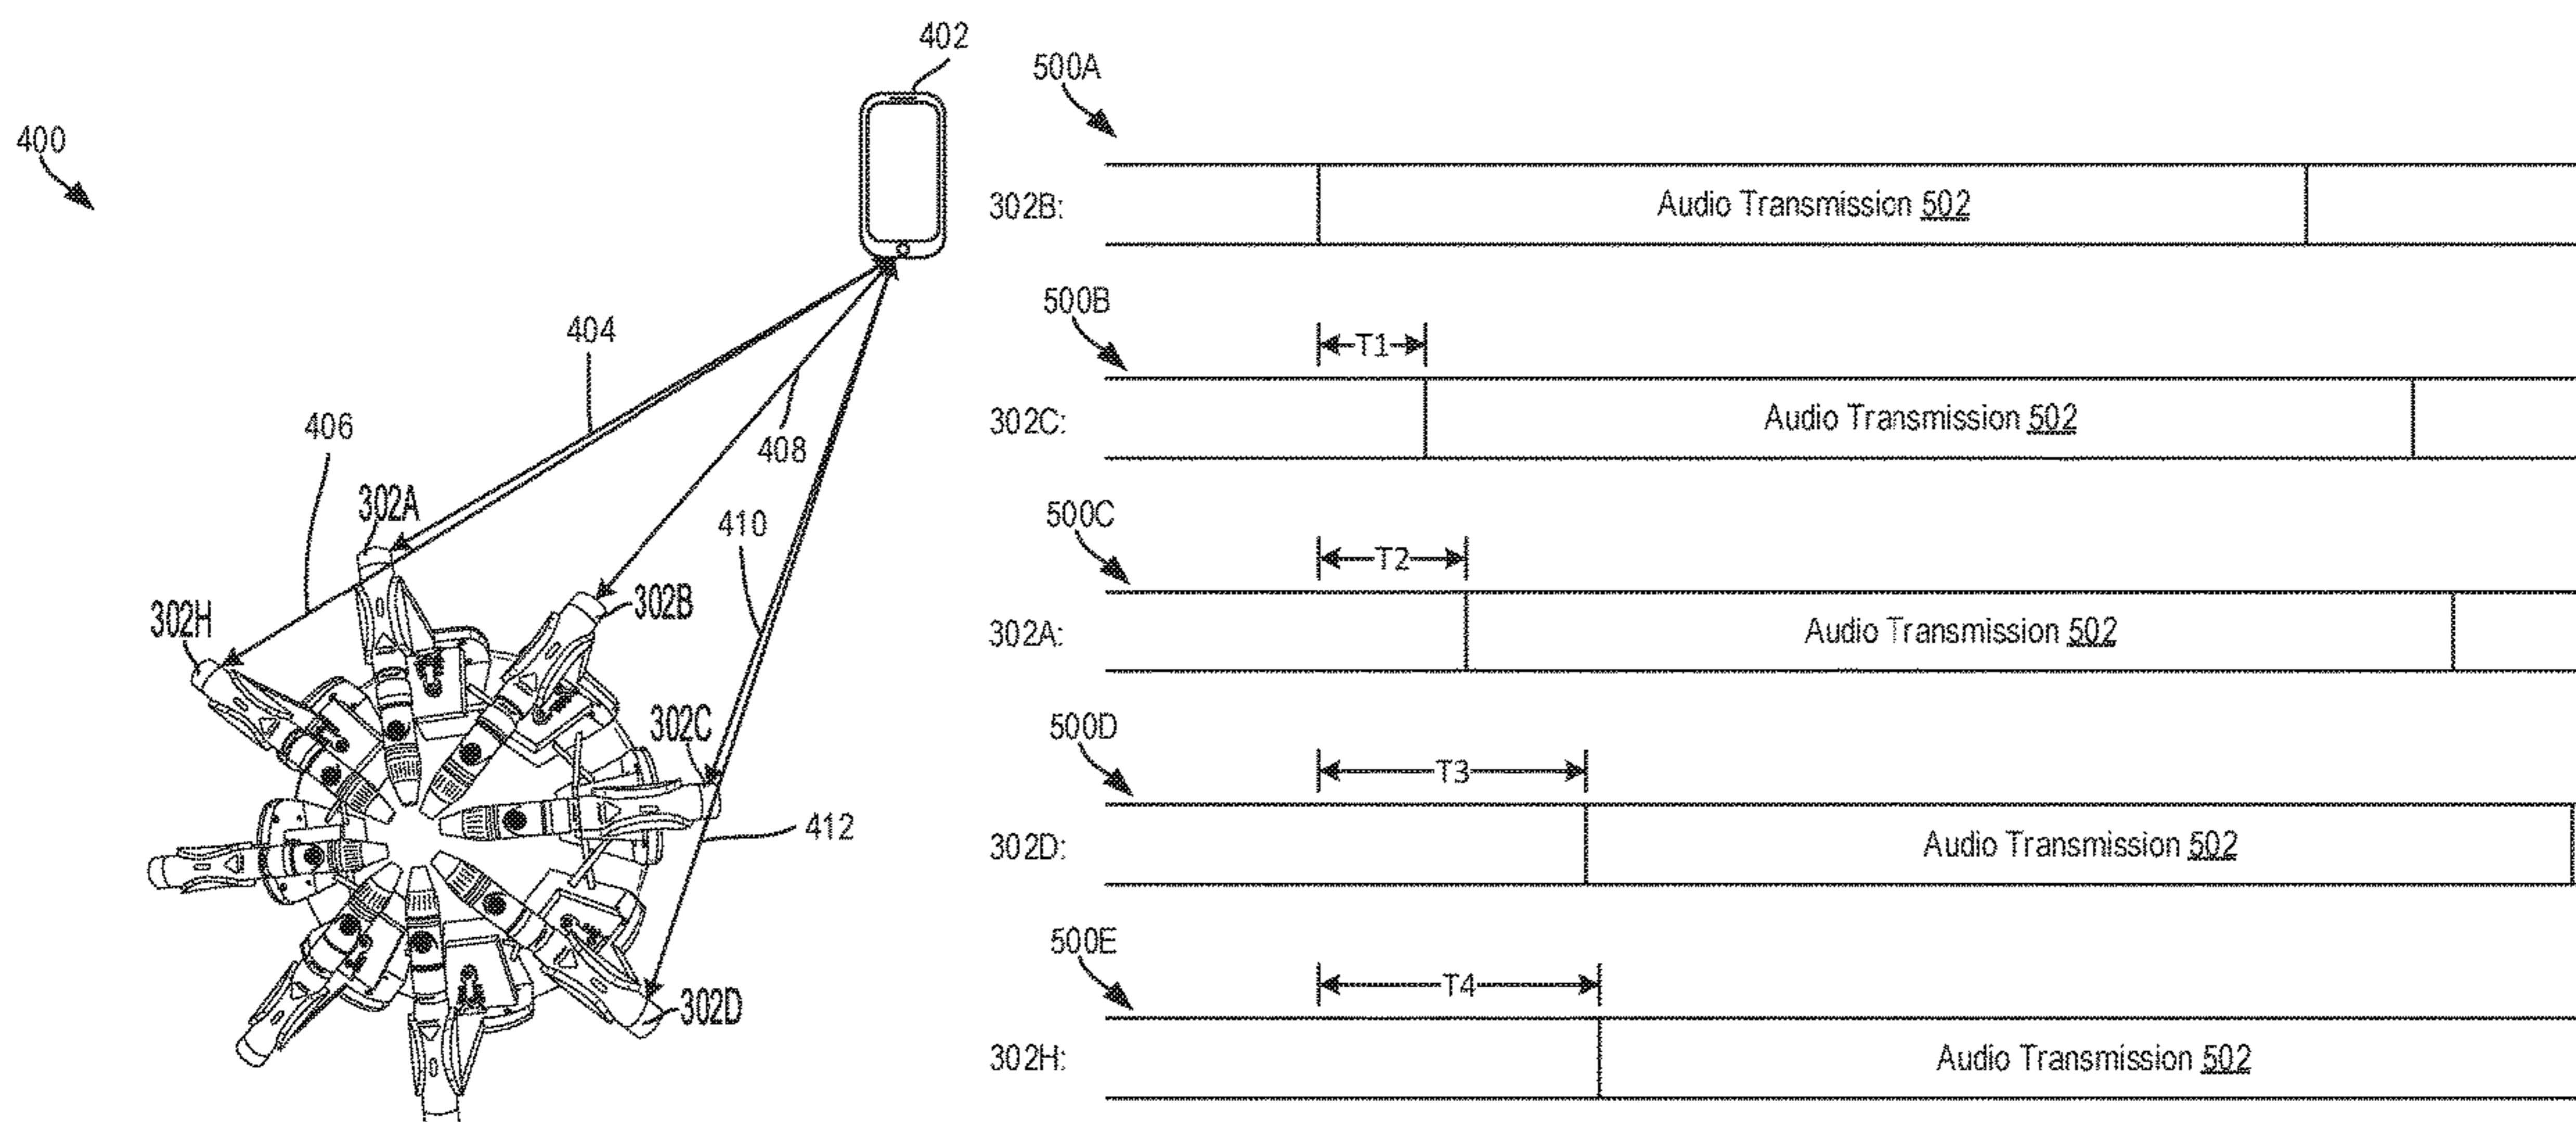 402
400
404
406
408
302A
410
302H
302B
302C
412
302D
500A
302B: Audio Transmission 502
500B
T1
302C: Audio Transmission 502
500C
T2
302A: Audio Transmission 502
500D
T3
302D: Audio Transmission 502
500E
T4
302H: Audio Transmission 502